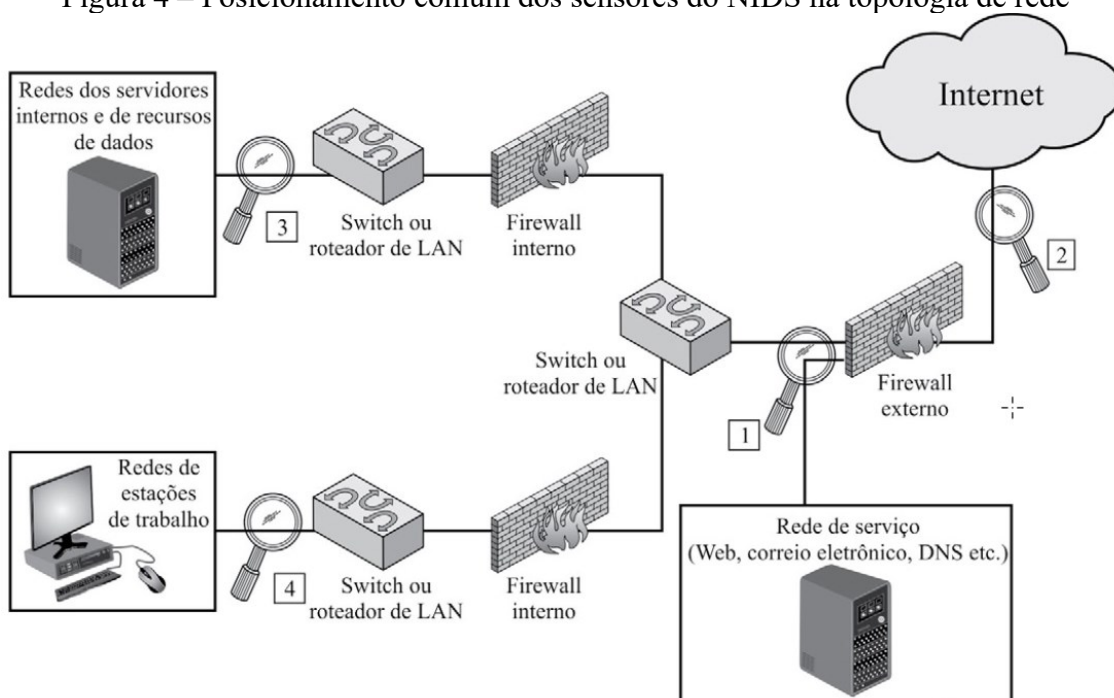 Figura 4 – Posicionamento comum dos sensores do NIDS na topologia de rede
Internet
Redes dos servidores
internos e de recursos
de dados
3
Switch ou
roteador de LAN
Firewall
interno
2
Switch ou
roteador de LAN
1
Firewall
externo
Redes de
estações
de trabalho
4
Switch ou
roteador de LAN
Firewall
interno
Rede de serviço
(Web, correio eletrônico, DNS etc.)